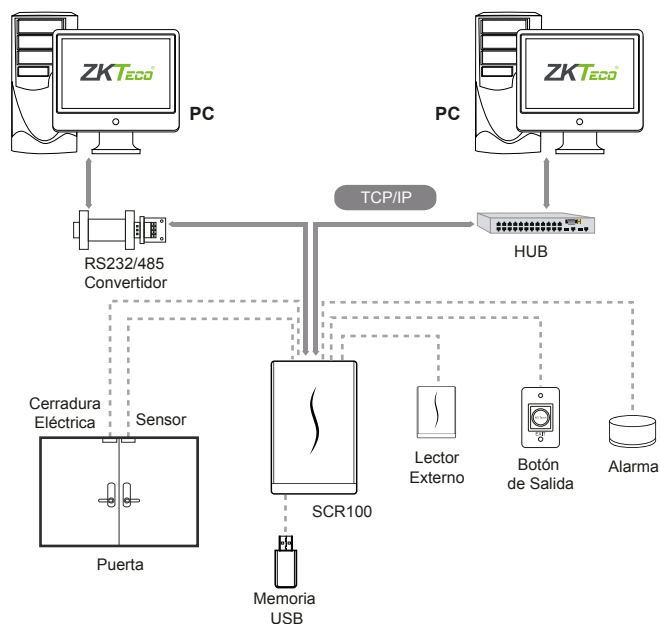 ZKTeco
ZKTeco
PC
PC
TCP/IP
RS232/485
Convertidor
HUB
Cerradura
Eléctrica
Sensor
Lector
Externo
Botón
de Salida
Alarma
SCR100
Puerta
EXIT
Memoria
USB